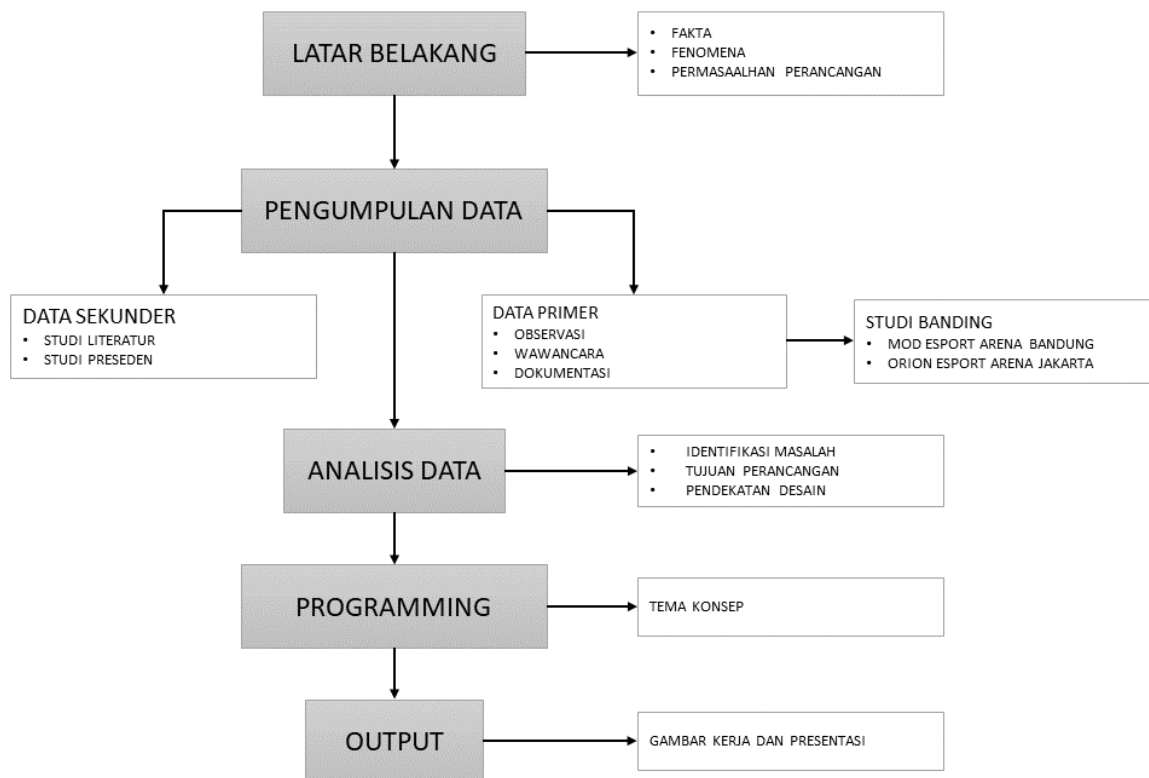 LATAR BELAKANG
• FAKTA
• FENOMENA
• PERMASAALHAN PERANCANGAN
PENGUMPULAN DATA
DATA SEKUNDER
• STUDI LITERATUR
• STUDI PRESEDEN
DATA PRIMER
• OBSERVASI
• WAWANCARA
• DOKUMENTASI
STUDI BANDING
• MOD ESPORT ARENA BANDUNG
• ORION ESPORT ARENA JAKARTA
ANALISIS DATA
• IDENTIFIKASI MASALAH
• TUJUAN PERANCANGAN
• PENDEKATAN DESAIN
PROGRAMMING
TEMA KONSEP
OUTPUT
GAMBAR KERJA DAN PRESENTASI